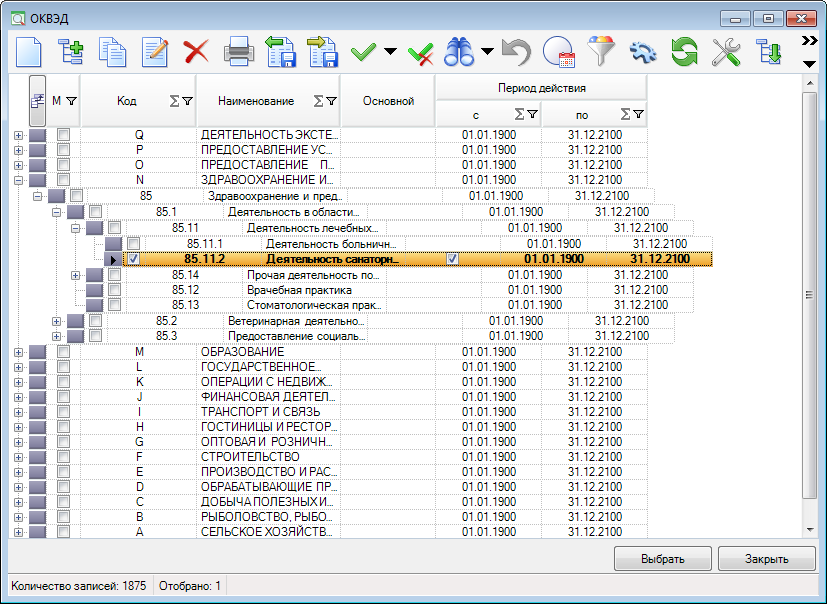 ОКВЭД
М Код Σ Наименование Σ Основной Период действия
с Σ по Σ
Q ДЕЯТЕЛЬНОСТЬ ЭКСТЕ... 01.01.1900 31.12.2100
P ПРЕДОСТАВЛЕНИЕ УС... 01.01.1900 31.12.2100
O ПРЕДОСТАВЛЕНИЕ П... 01.01.1900 31.12.2100
N ЗДРАВООХРАНЕНИЕ И... 01.01.1900 31.12.2100
85 Здравоохранение и пред.. 01.01.1900 31.12.2100
85.1 Деятельность в области... 01.01.1900 31.12.2100
85.11 Деятельность лечебных... 01.01.1900 31.12.2100
85.11.1 Деятельность больничн... 01.01.1900 31.12.2100
85.11.2 Деятельность санаторн... 01.01.1900 31.12.2100
85.14 Прочая деятельность по... 01.01.1900 31.12.2100
85.12 Врачебная практика 01.01.1900 31.12.2100
85.13 Стоматологическая прак... 01.01.1900 31.12.2100
85.2 Ветеринарная деятельно... 01.01.1900 31.12.2100
85.3 Предоставление социаль... 01.01.1900 31.12.2100
M ОБРАЗОВАНИЕ 01.01.1900 31.12.2100
L ГОСУДАРСТВЕННОЕ... 01.01.1900 31.12.2100
K ОПЕРАЦИИ С НЕДВИЖ... 01.01.1900 31.12.2100
J ФИНАНСОВАЯ ДЕЯТЕЛ... 01.01.1900 31.12.2100
I ТРАНСПОРТ И СВЯЗЬ 01.01.1900 31.12.2100
H ГОСТИНИЦЫ И РЕСТОР... 01.01.1900 31.12.2100
G ОПТОВАЯ И РОЗНИЧН... 01.01.1900 31.12.2100
F СТРОИТЕЛЬСТВО 01.01.1900 31.12.2100
E ПРОИЗВОДСТВО И РАС... 01.01.1900 31.12.2100
D ОБРАБАТЫВАЮЩИЕ ПР... 01.01.1900 31.12.2100
C ДОБЫЧА ПОЛЕЗНЫХ И... 01.01.1900 31.12.2100
B РЫБОЛОВСТВО, РЫБО... 01.01.1900 31.12.2100
A СЕЛЬСКОЕ ХОЗЯЙСТВ... 01.01.1900 31.12.2100
Выбрать Закрыть
Количество записей: 1875 Отобрано: 1